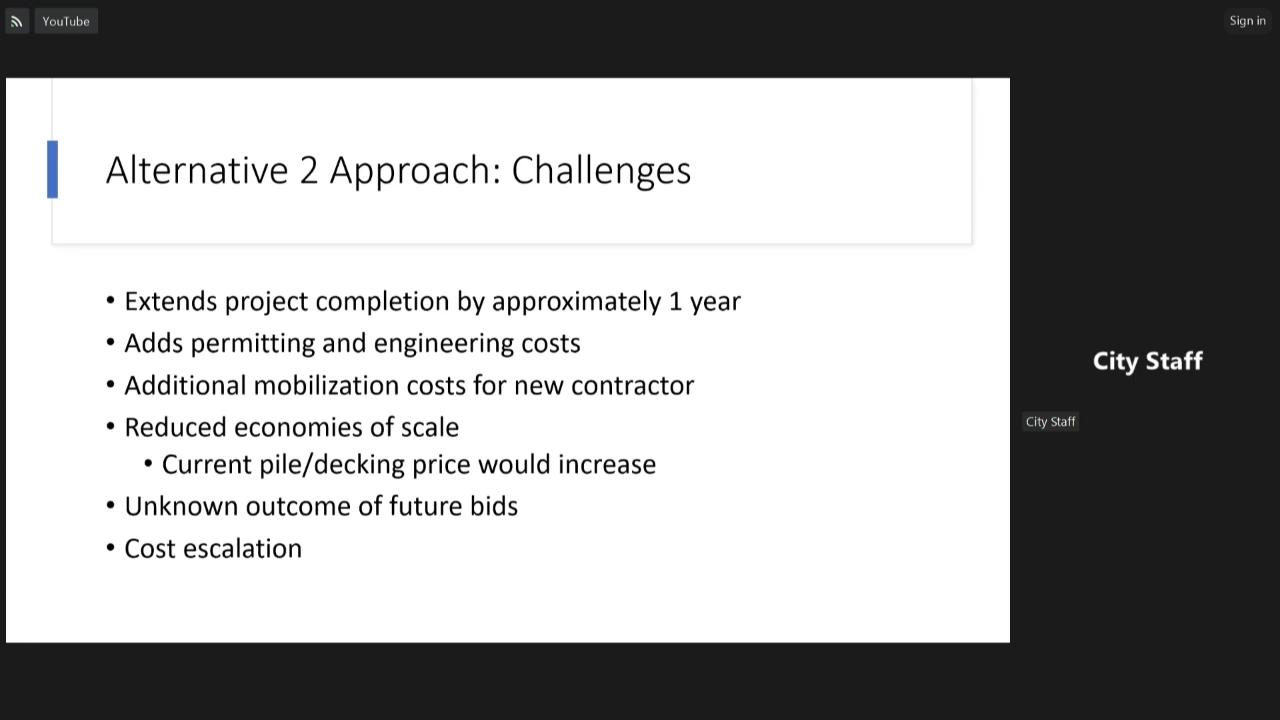 YouTube
Sign in
Alternative 2 Approach: Challenges
• Extends project completion by approximately 1 year
• Adds permitting and engineering costs
• Additional mobilization costs for new contractor
• Reduced economies of scale
• Current pile/decking price would increase
• Unknown outcome of future bids
• Cost escalation
City Staff
City Staff